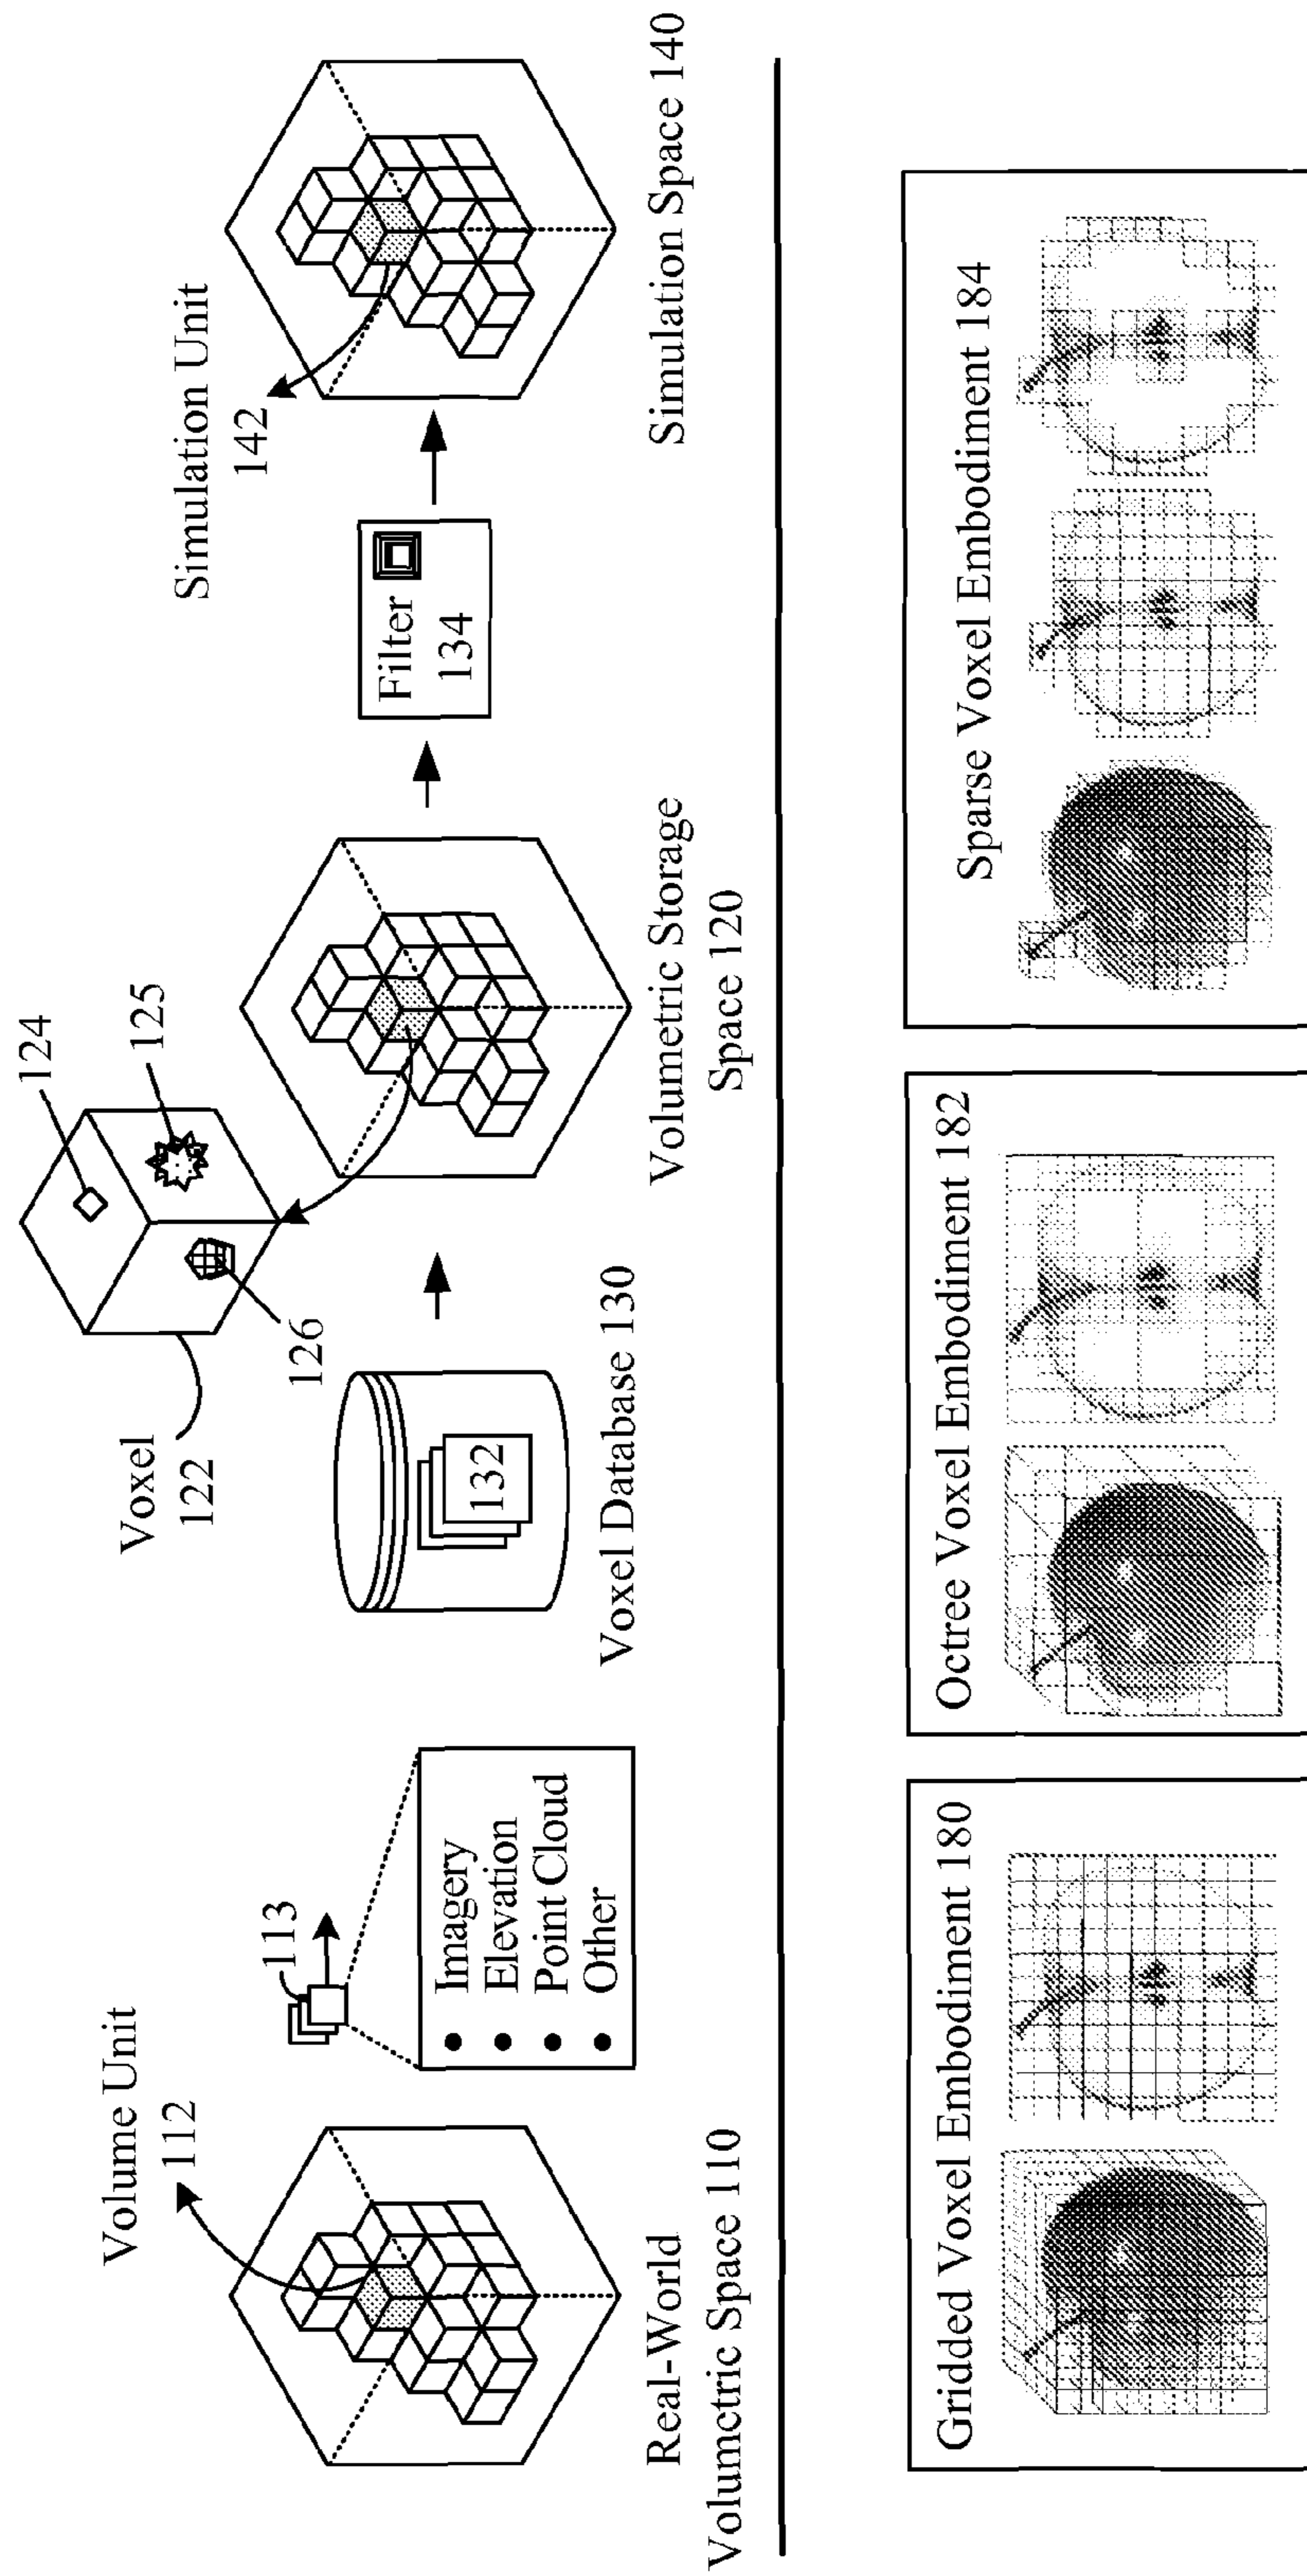 Volume Unit
112
113
• Imagery
• Elevation
• Point Cloud
• Other
Real-World
Volumetric Space 110
Voxel
122
124
125
126
132
Voxel Database 130
Volumetric Storage
Space 120
Filter
134
Simulation Unit
142
Simulation Space 140
Gridded Voxel Embodiment 180
Octree Voxel Embodiment 182
Sparse Voxel Embodiment 184